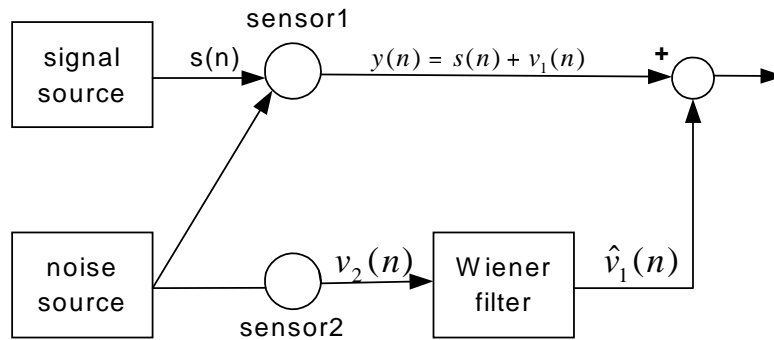 sensor1
signal
source
s(n)
y(n) = s(n) + v₁(n)
+
noise
source
sensor2
v₂(n)
Wiener
filter
v̂₁(n)